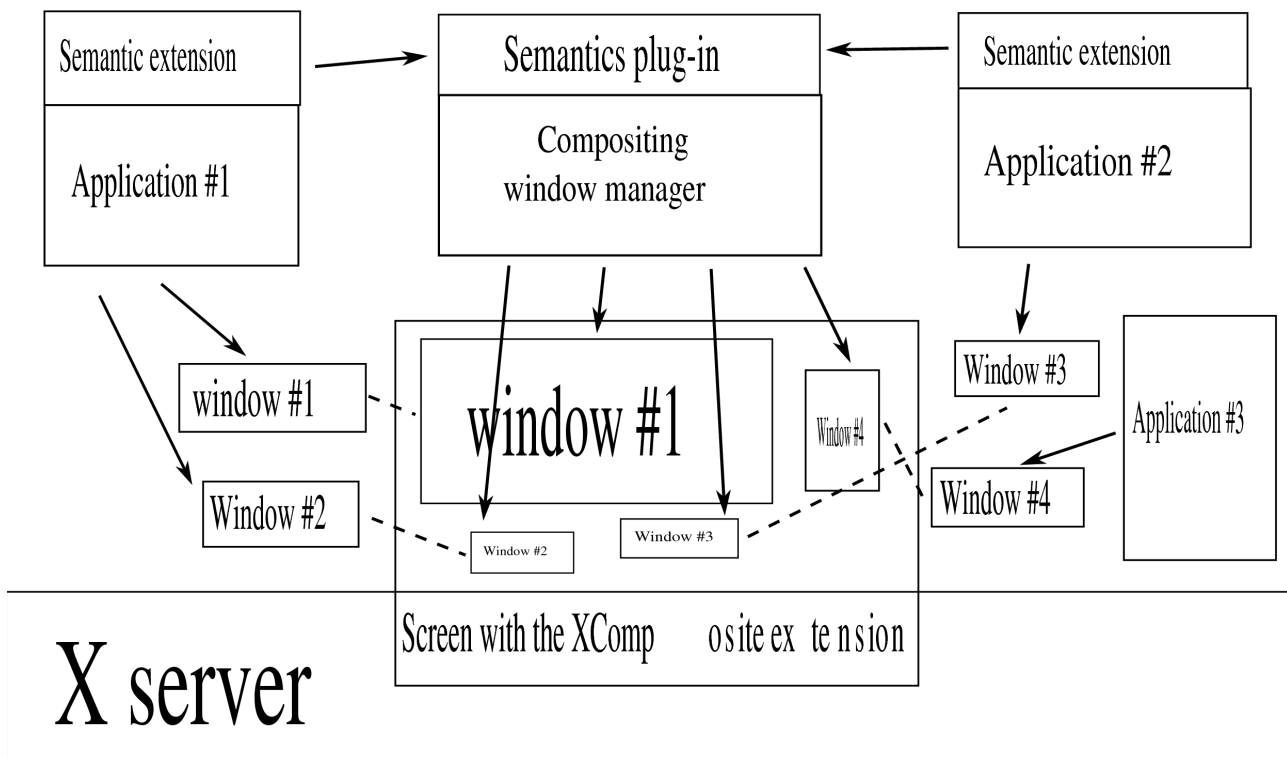 Semantic extension
Semantics plug-in
Semantic extension
Application #1
Compositing
window manager
Application #2
window #1
window #1
Window #4
Window #3
Application #3
Window #2
Window #2
Window #3
Window #4
Screen with the XComp osite ex te nsion
X server